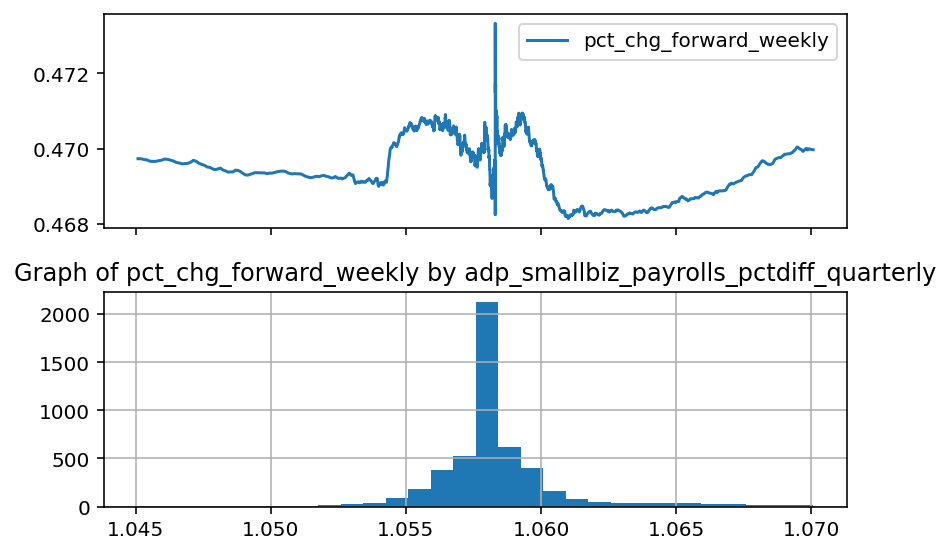 pct_chg_forward_weekly
0.472
0.470
0.468
Graph of pct_chg_forward_weekly by adp_smallbiz_payrolls_pctdiff_quarterly
2000
1500
1000
500
0
1.045 1.050 1.055 1.060 1.065 1.070